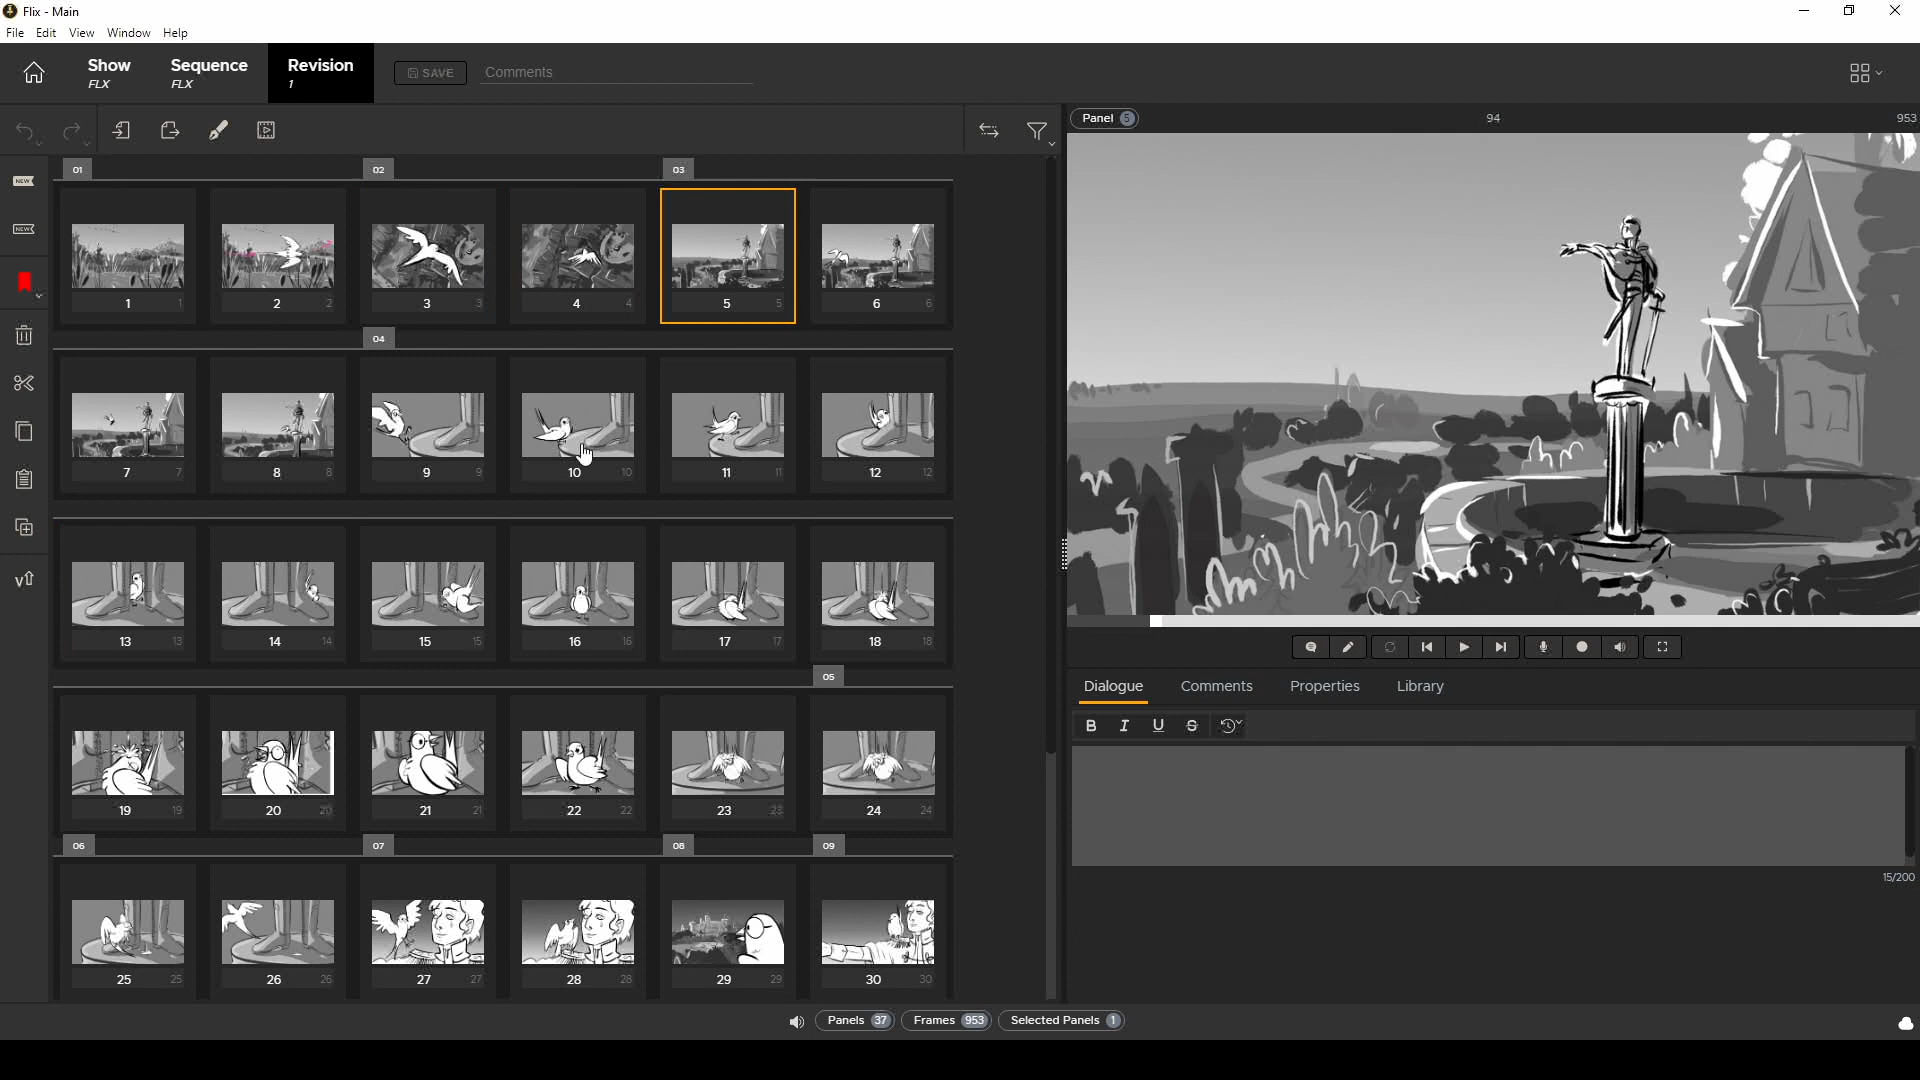 Flix - Main
File Edit View Window Help
Show Sequence Revision SAVE Comments
FLX FLX 1
Panel 5 94 953
01 02 03
NEW
NEW
1 1 2 2 3 3 4 4 5 5 6 6
04
7 7 8 8 9 9 10 10 11 11 12 12
V
13 13 14 14 15 15 16 16 17 17 18 18
05
19 19 20 20 21 21 22 22 23 23 24 24
06 07 08 09
25 25 26 26 27 27 28 28 29 29 30 30
Dialogue Comments Properties Library
B I U S
15/200
Panels 37 Frames 953 Selected Panels 1